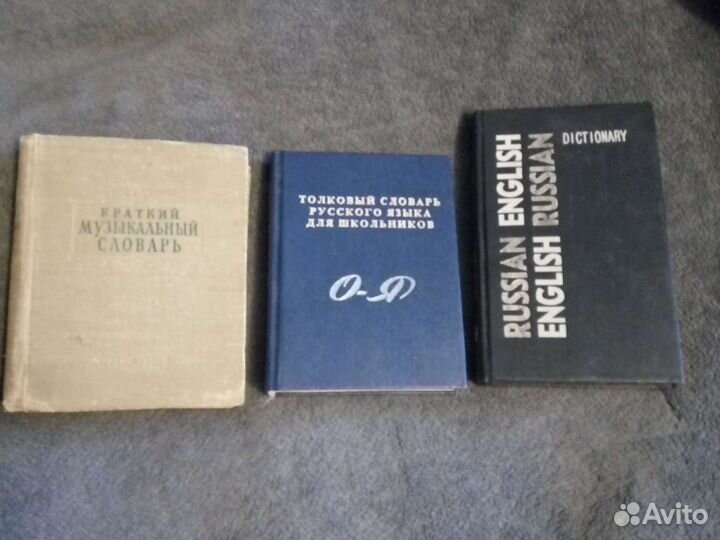 КРАТКИЙ
МУЗЫКАЛЬНЫЙ
СЛОВАРЬ
ТОЛКОВЫЙ СЛОВАРЬ
РУССКОГО ЯЗЫКА
ДЛЯ ШКОЛЬНИКОВ
О-Я
RUSSIAN ENGLISH
ENGLISH RUSSIAN
DICTIONARY
Avito